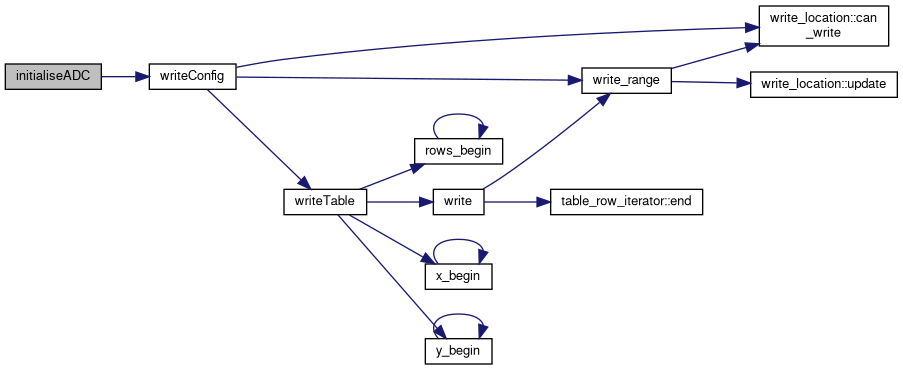 write_location::can
_write
initialiseADC
writeConfig
write_range
write_location::update
rows_begin
writeTable
write
table_row_iterator::end
x_begin
y_begin